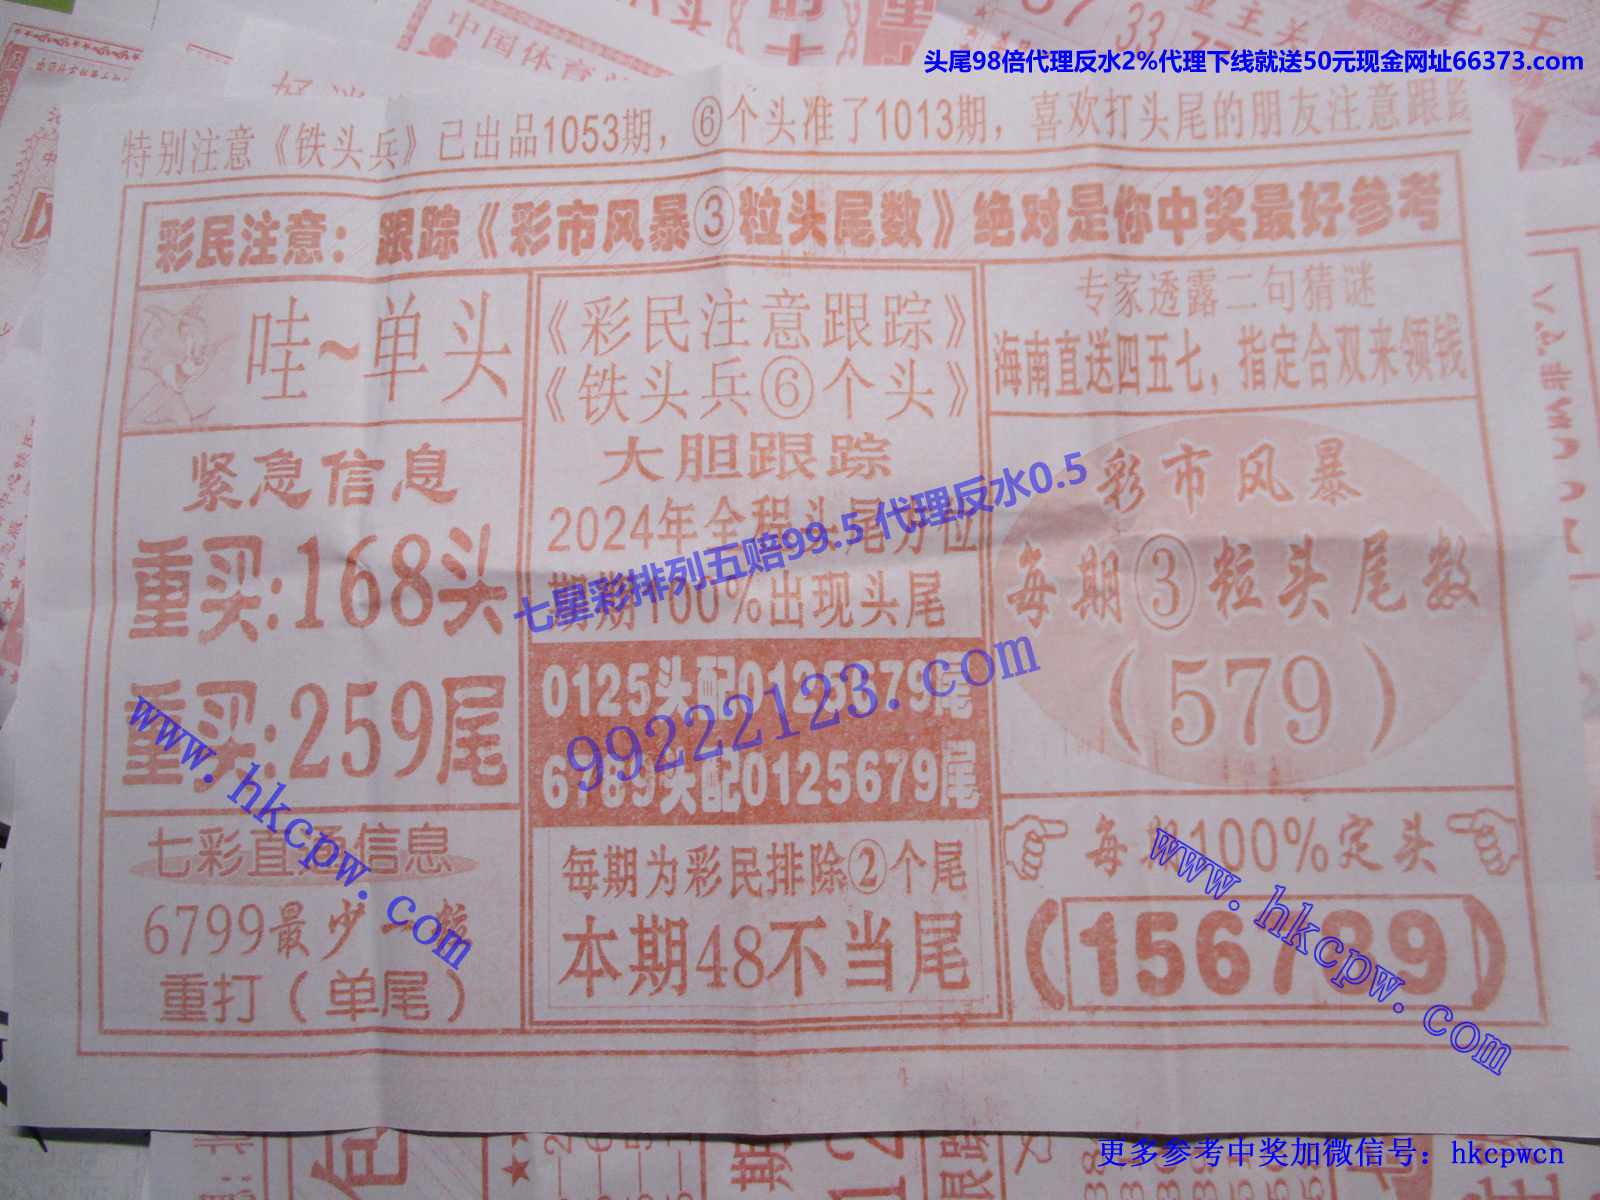 头尾98倍代理反水2%代理下线就送50元现金网址66373.com
中国体育
特别注意《铁头兵》已出品1053期，⑥个头准了1013期，喜欢打头尾的朋友注意跟踪
彩民注意：跟踪《彩市风暴③粒头尾数》绝对是你中奖最好参考
哇~单头
紧急信息
重买:168头
重买:259尾
七彩直 信息
6799最少
重打（单尾）
《彩民注意跟踪》
《铁头兵⑥个头》
大胆跟踪
2024年全程头尾方位
期期100%出现头尾
0125头配0125679尾
6789头配0125679尾
每期为彩民排除②个尾
本期48不当尾
专家透露二句猜谜
海南直送四五七，指定合双来领钱
彩市风暴
每期③粒头尾数
（579）
每期100%定头
（156789）
七星彩排列五赔99.5 代理反水0.5
99222123.com
www.hkcpw.com
www.hkcpw.com
更多参考中奖加微信号：hkcpwcn